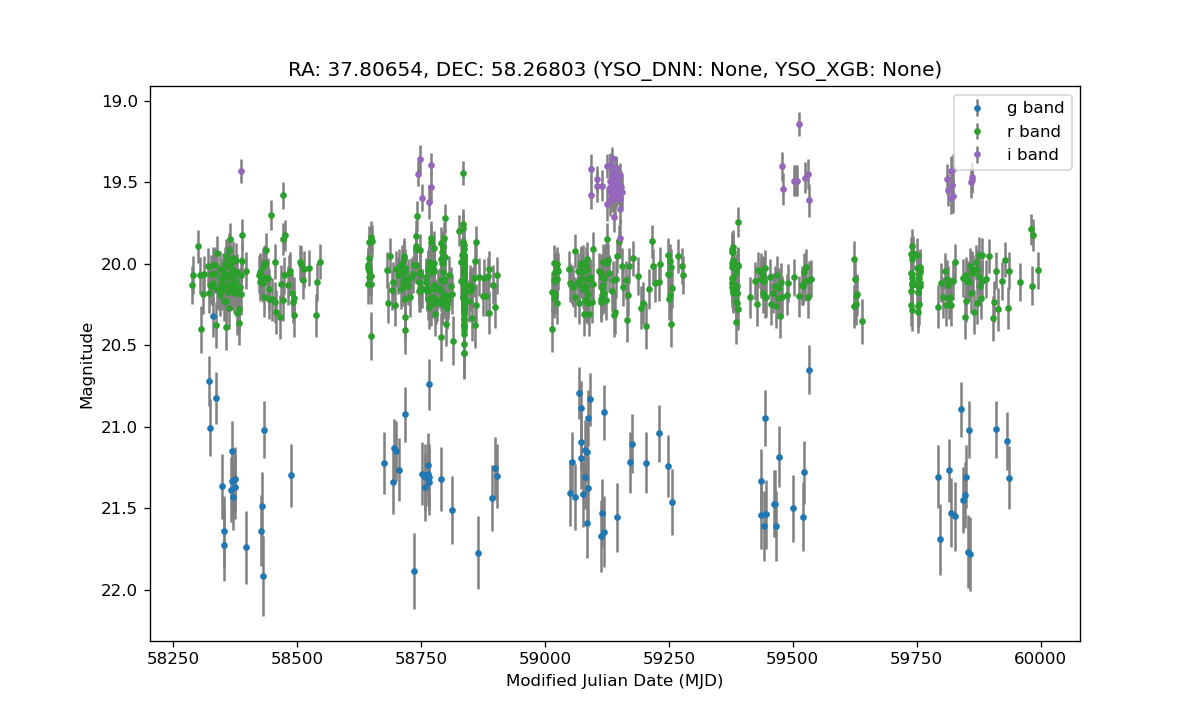 RA: 37.80654, DEC: 58.26803 (YSO_DNN: None, YSO_XGB: None)
g band
r band
i band
19.0
19.5
20.0
20.5
21.0
21.5
22.0
Magnitude
58250 58500 58750 59000 59250 59500 59750 60000
Modified Julian Date (MJD)